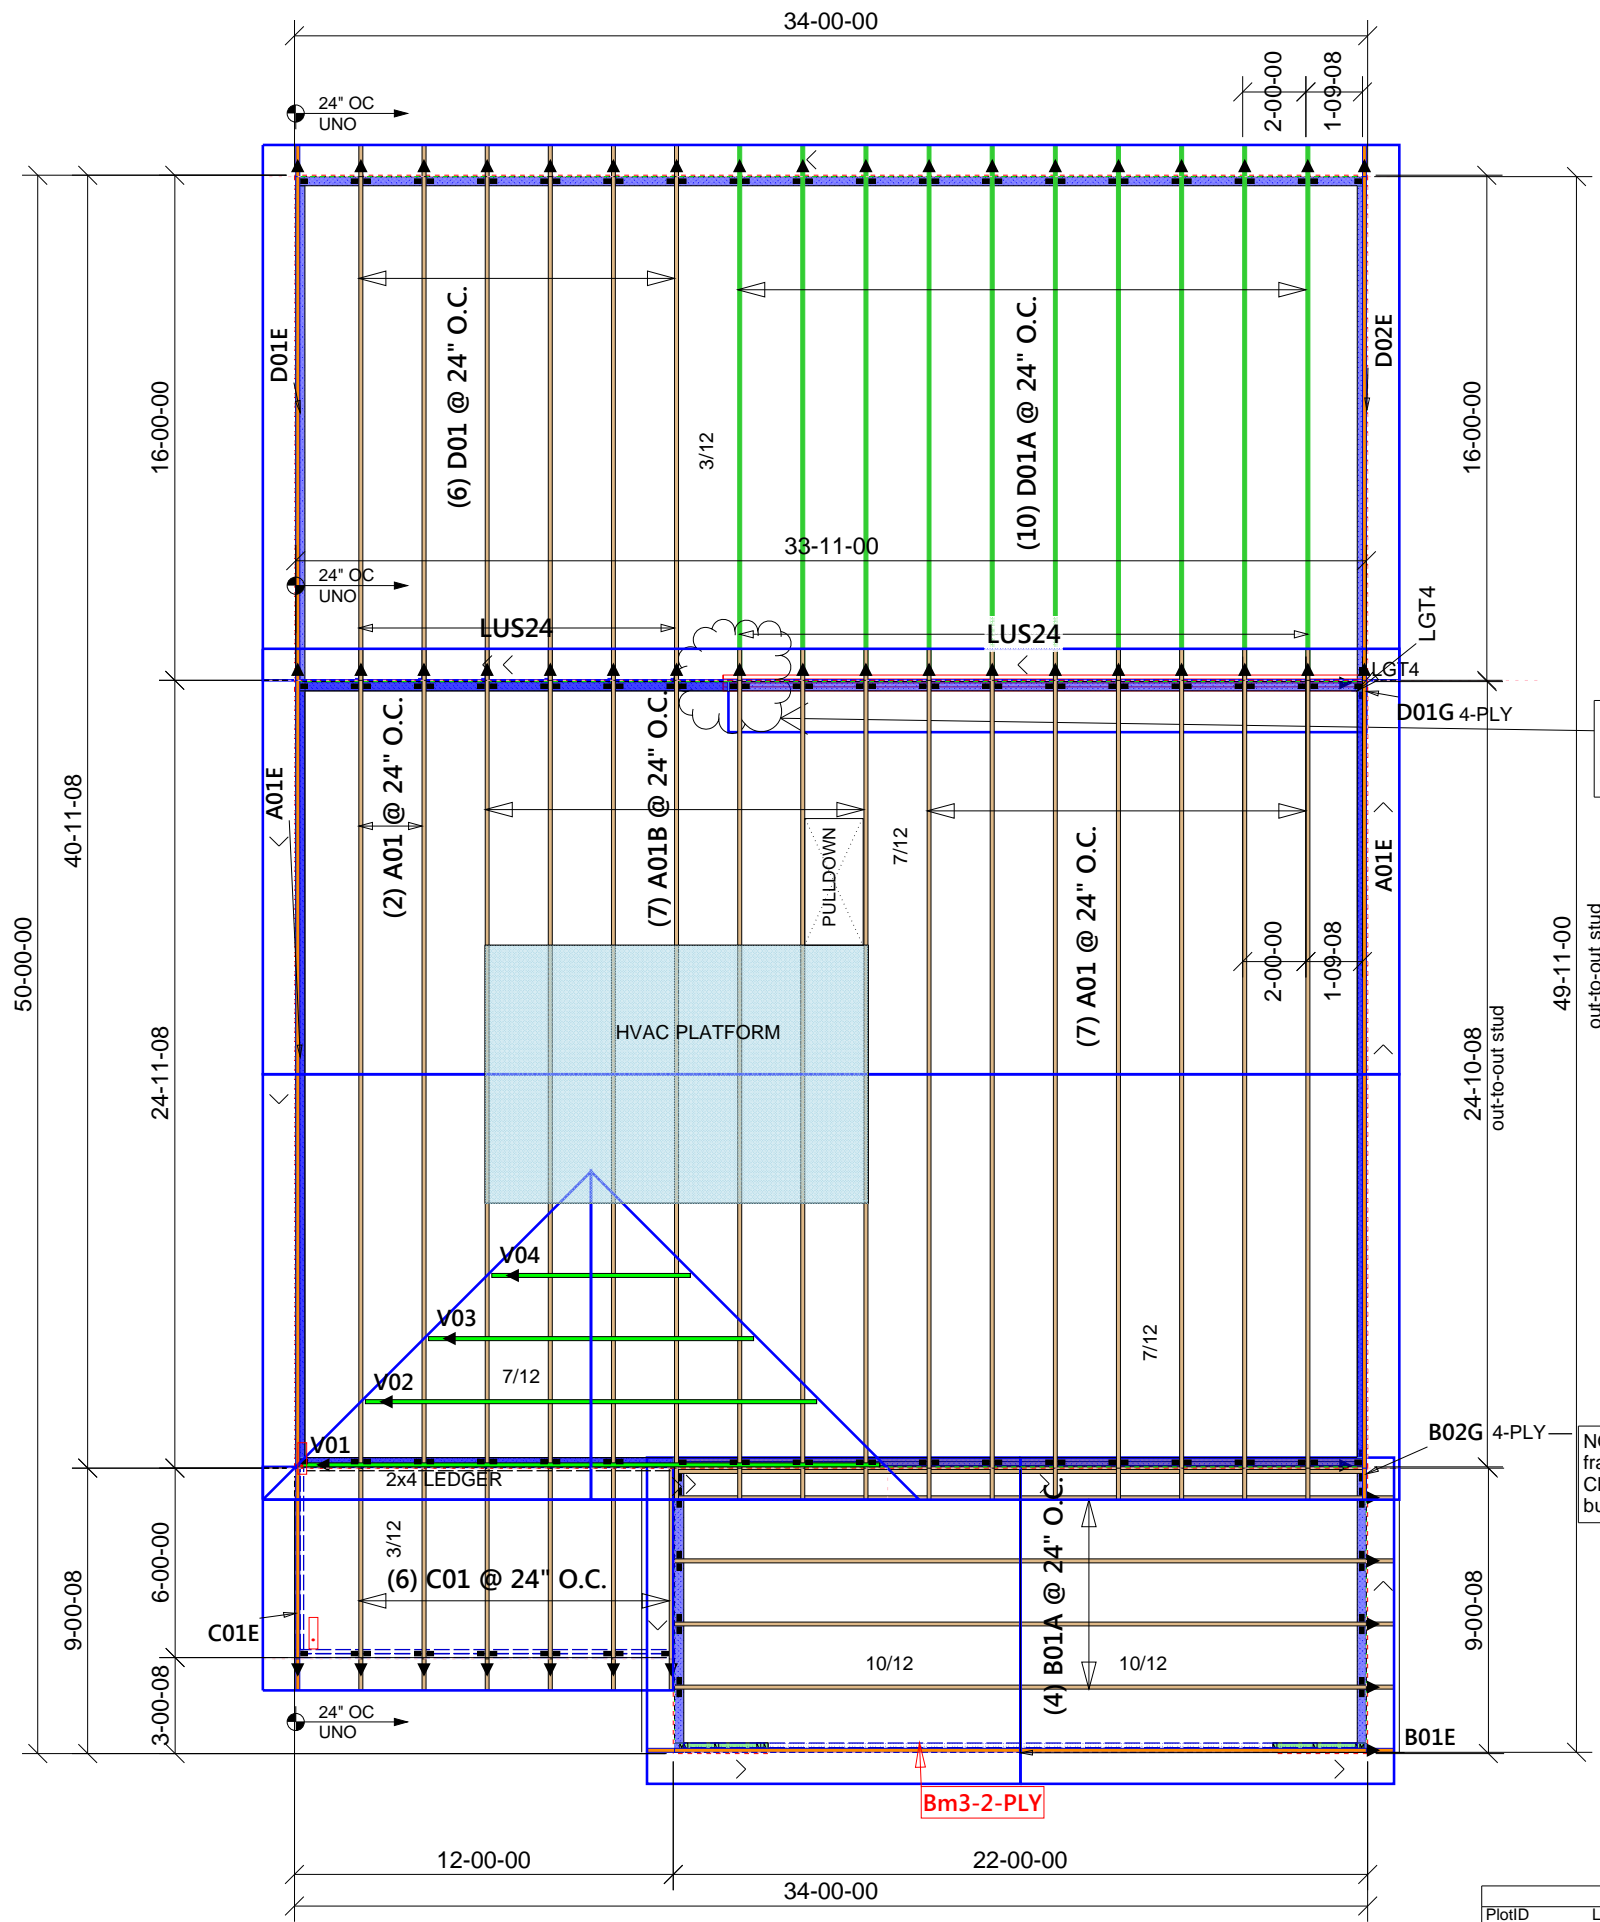 34-00-00
24" OC
UNO
2-00-00
1-09-08
D01E
(6) D01 @ 24" O.C.
(10) D01A @ 24" O.C.
D02E
16-00-00
3/12
16-00-00
33-11-00
24" OC
UNO
LUS24
LUS24
LGT4
LGT4
D01G 4-PLY
A01E
(2) A01 @ 24" O.C.
(7) A01B @ 24" O.C.
PULLDOWN
7/12
(7) A01 @ 24" O.C.
A01E
40-11-08
50-00-00
24-11-08
2-00-00
1-09-08
24-10-08
out-to-out stud
49-11-00
out-to-out stud
HVAC PLATFORM
V04
V03
7/12
7/12
V02
V01
2x4 LEDGER
B02G 4-PLY
3/12
(6) C01 @ 24" O.C.
C01E
(4) B01A @ 24" O.C.
10/12
10/12
6-00-00
9-00-08
3-00-08
9-00-08
24" OC
UNO
B01E
Bm3-2-PLY
12-00-00
22-00-00
34-00-00
PlotID